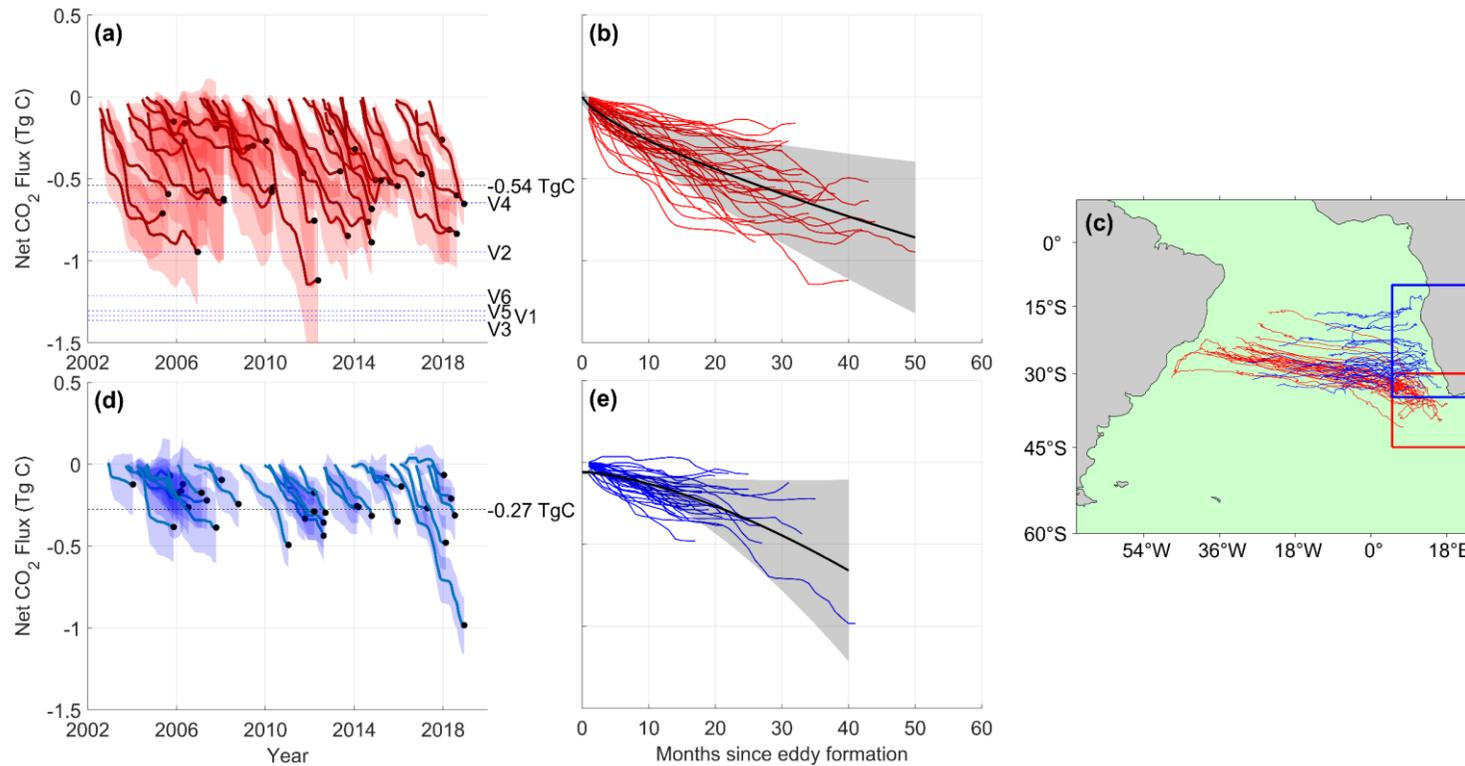 (a)
Net CO2 Flux (Tg C)
0.5
0
-0.5
-1
-1.5
2002 2006 2010 2014 2018
-0.54 TgC
V4
V2
V6
V5 V1
V3
(b)
0 10 20 30 40 50 60
(c)
0°
15°S
30°S
45°S
60°S
54°W 36°W 18°W 0° 18°E
(d)
Net CO2 Flux (Tg C)
0.5
0
-0.5
-1
-1.5
2002 2006 2010 2014 2018
Year
-0.27 TgC
(e)
0 10 20 30 40 50 60
Months since eddy formation